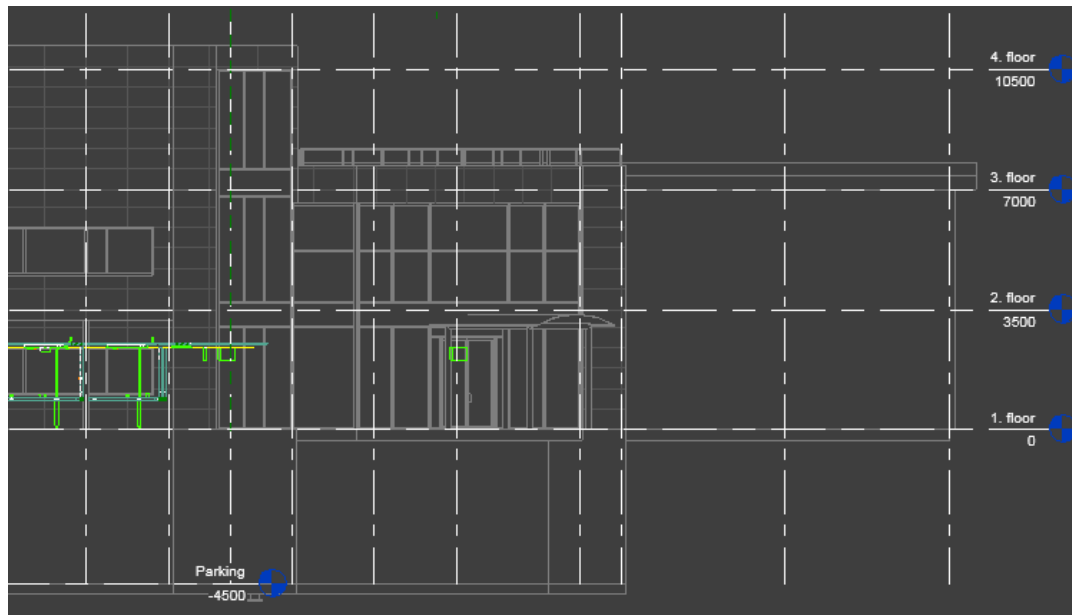 4. floor
10500
3. floor
7000
2. floor
3500
1. floor
0
Parking
-4500